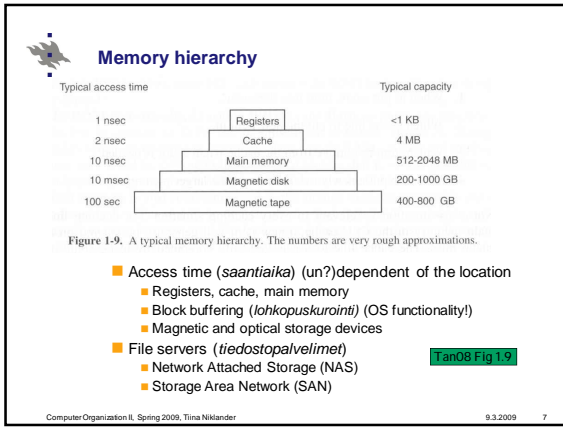 Memory hierarchy
Typical access time Typical capacity
1 nsec Registers <1 KB
2 nsec Cache 4 MB
10 nsec Main memory 512-2048 MB
10 msec Magnetic disk 200-1000 GB
100 sec Magnetic tape 400-800 GB
Figure 1-9. A typical memory hierarchy. The numbers are very rough approximations.
Access time (saantiaika) (un?)dependent of the location
Registers, cache, main memory
Block buffering (lohkopuskurointi) (OS functionality!)
Magnetic and optical storage devices
File servers (tiedostopalvelimet)
Tan08 Fig 1.9
Network Attached Storage (NAS)
Storage Area Network (SAN)
Computer Organization II, Spring 2009, Tiina Niklander 9.3.2009 7